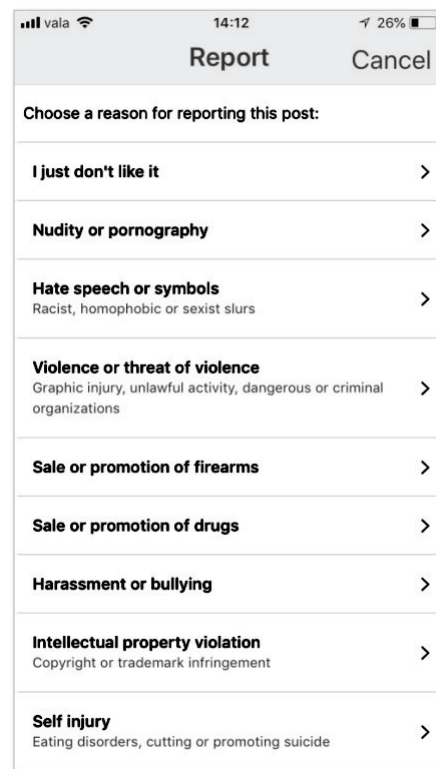 vala 14:12 26%
Report Cancel
Choose a reason for reporting this post:
I just don't like it
Nudity or pornography
Hate speech or symbols
Racist, homophobic or sexist slurs
Violence or threat of violence
Graphic injury, unlawful activity, dangerous or criminal
organizations
Sale or promotion of firearms
Sale or promotion of drugs
Harassment or bullying
Intellectual property violation
Copyright or trademark infringement
Self injury
Eating disorders, cutting or promoting suicide